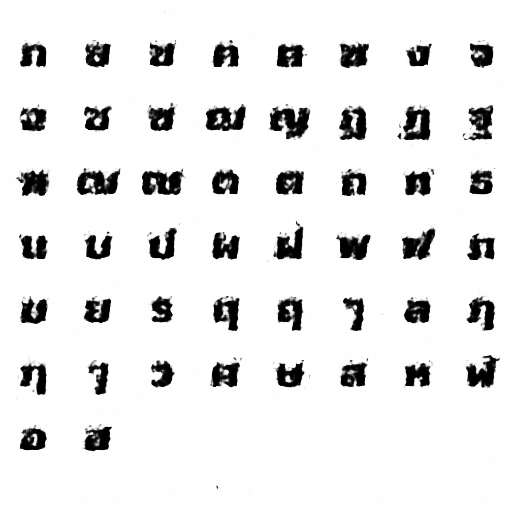 ก ข ฃ ค ฅ ฆ ง จ
ฉ ช ซ ฌ ญ ฎ ฏ ฐ
ฑ ฒ ณ ด ต ถ ท ธ
น บ ป ผ ฝ พ ฟ ภ
ม ย ร ฤ ฤ ๅ ล ฦ
ฦ ๅ ว ศ ษ ส ห ฬ
อ ฮ